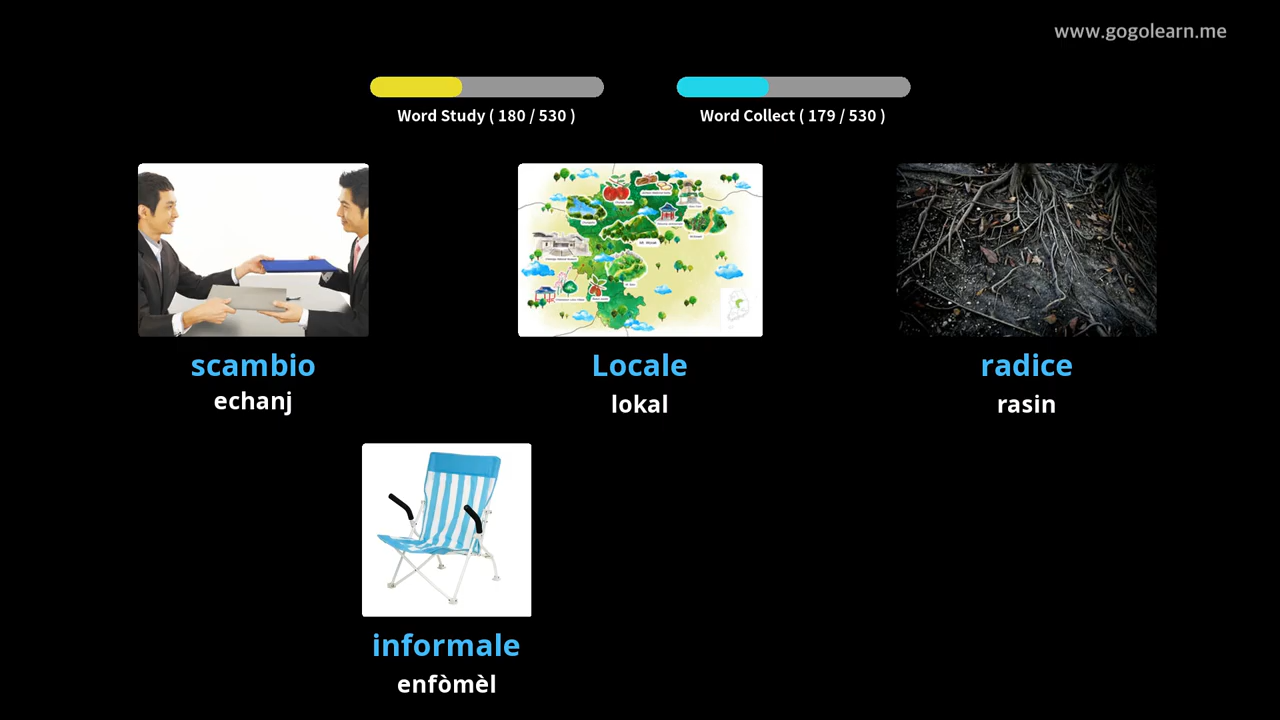 www.gogolearn.me
Word Study ( 180 / 530 )
Word Collect ( 179 / 530 )
scambio
echanj
Locale
lokal
radice
rasin
informale
enfòmèl